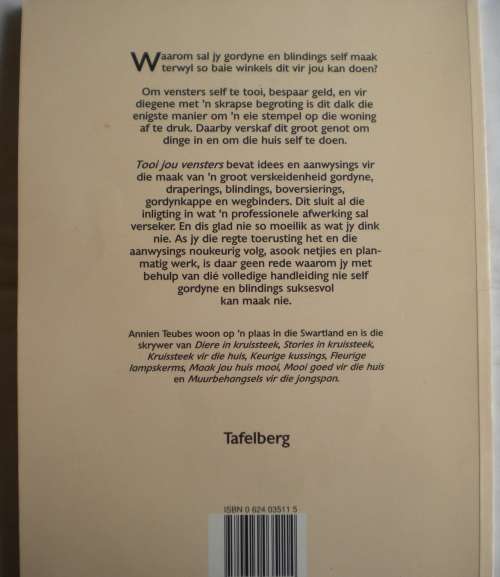 Waarom sal jy gordyne en blindings self maak
terwyl so baie winkels dit vir jou kan doen?
Om vensters self te tooi, bespaar geld, en vir
diegene met 'n skrapse begroting is dit dalk die
enigste manier om 'n eie stempel op die woning
af te druk. Daarby verskaf dit groot genot om
dinge in en om die huis self te doen.
Tooi jou vensters bevat idees en aanwysings vir
die maak van 'n groot verskeidenheid gordyne,
draperings, blindings, boversierings,
gordynkappe en wegbinders. Dit sluit al die
inligting in wat 'n professionele afwerking sal
verseker. En dis glad nie so moeilik as wat jy dink
nie. As jy die regte toerusting het en die
aanwysings noukeurig volg, asook netjies en plan-
matig werk, is daar geen rede waarom jy met
behulp van dié volledige handleiding nie self
gordyne en blindings suksesvol
kan maak nie.
Annien Teubes woon op 'n plaas in die Swartland en is die
skrywer van Diere in kruissteek, Stories in kruissteek,
Kruissteek vir die huis, Keurige kussings, Fleurige
lampskerms, Maak jou huis mooi, Mooi goed vir die huis
en Muurbehangsels vir die jongspan.
Tafelberg
ISBN 0 624 03511 5